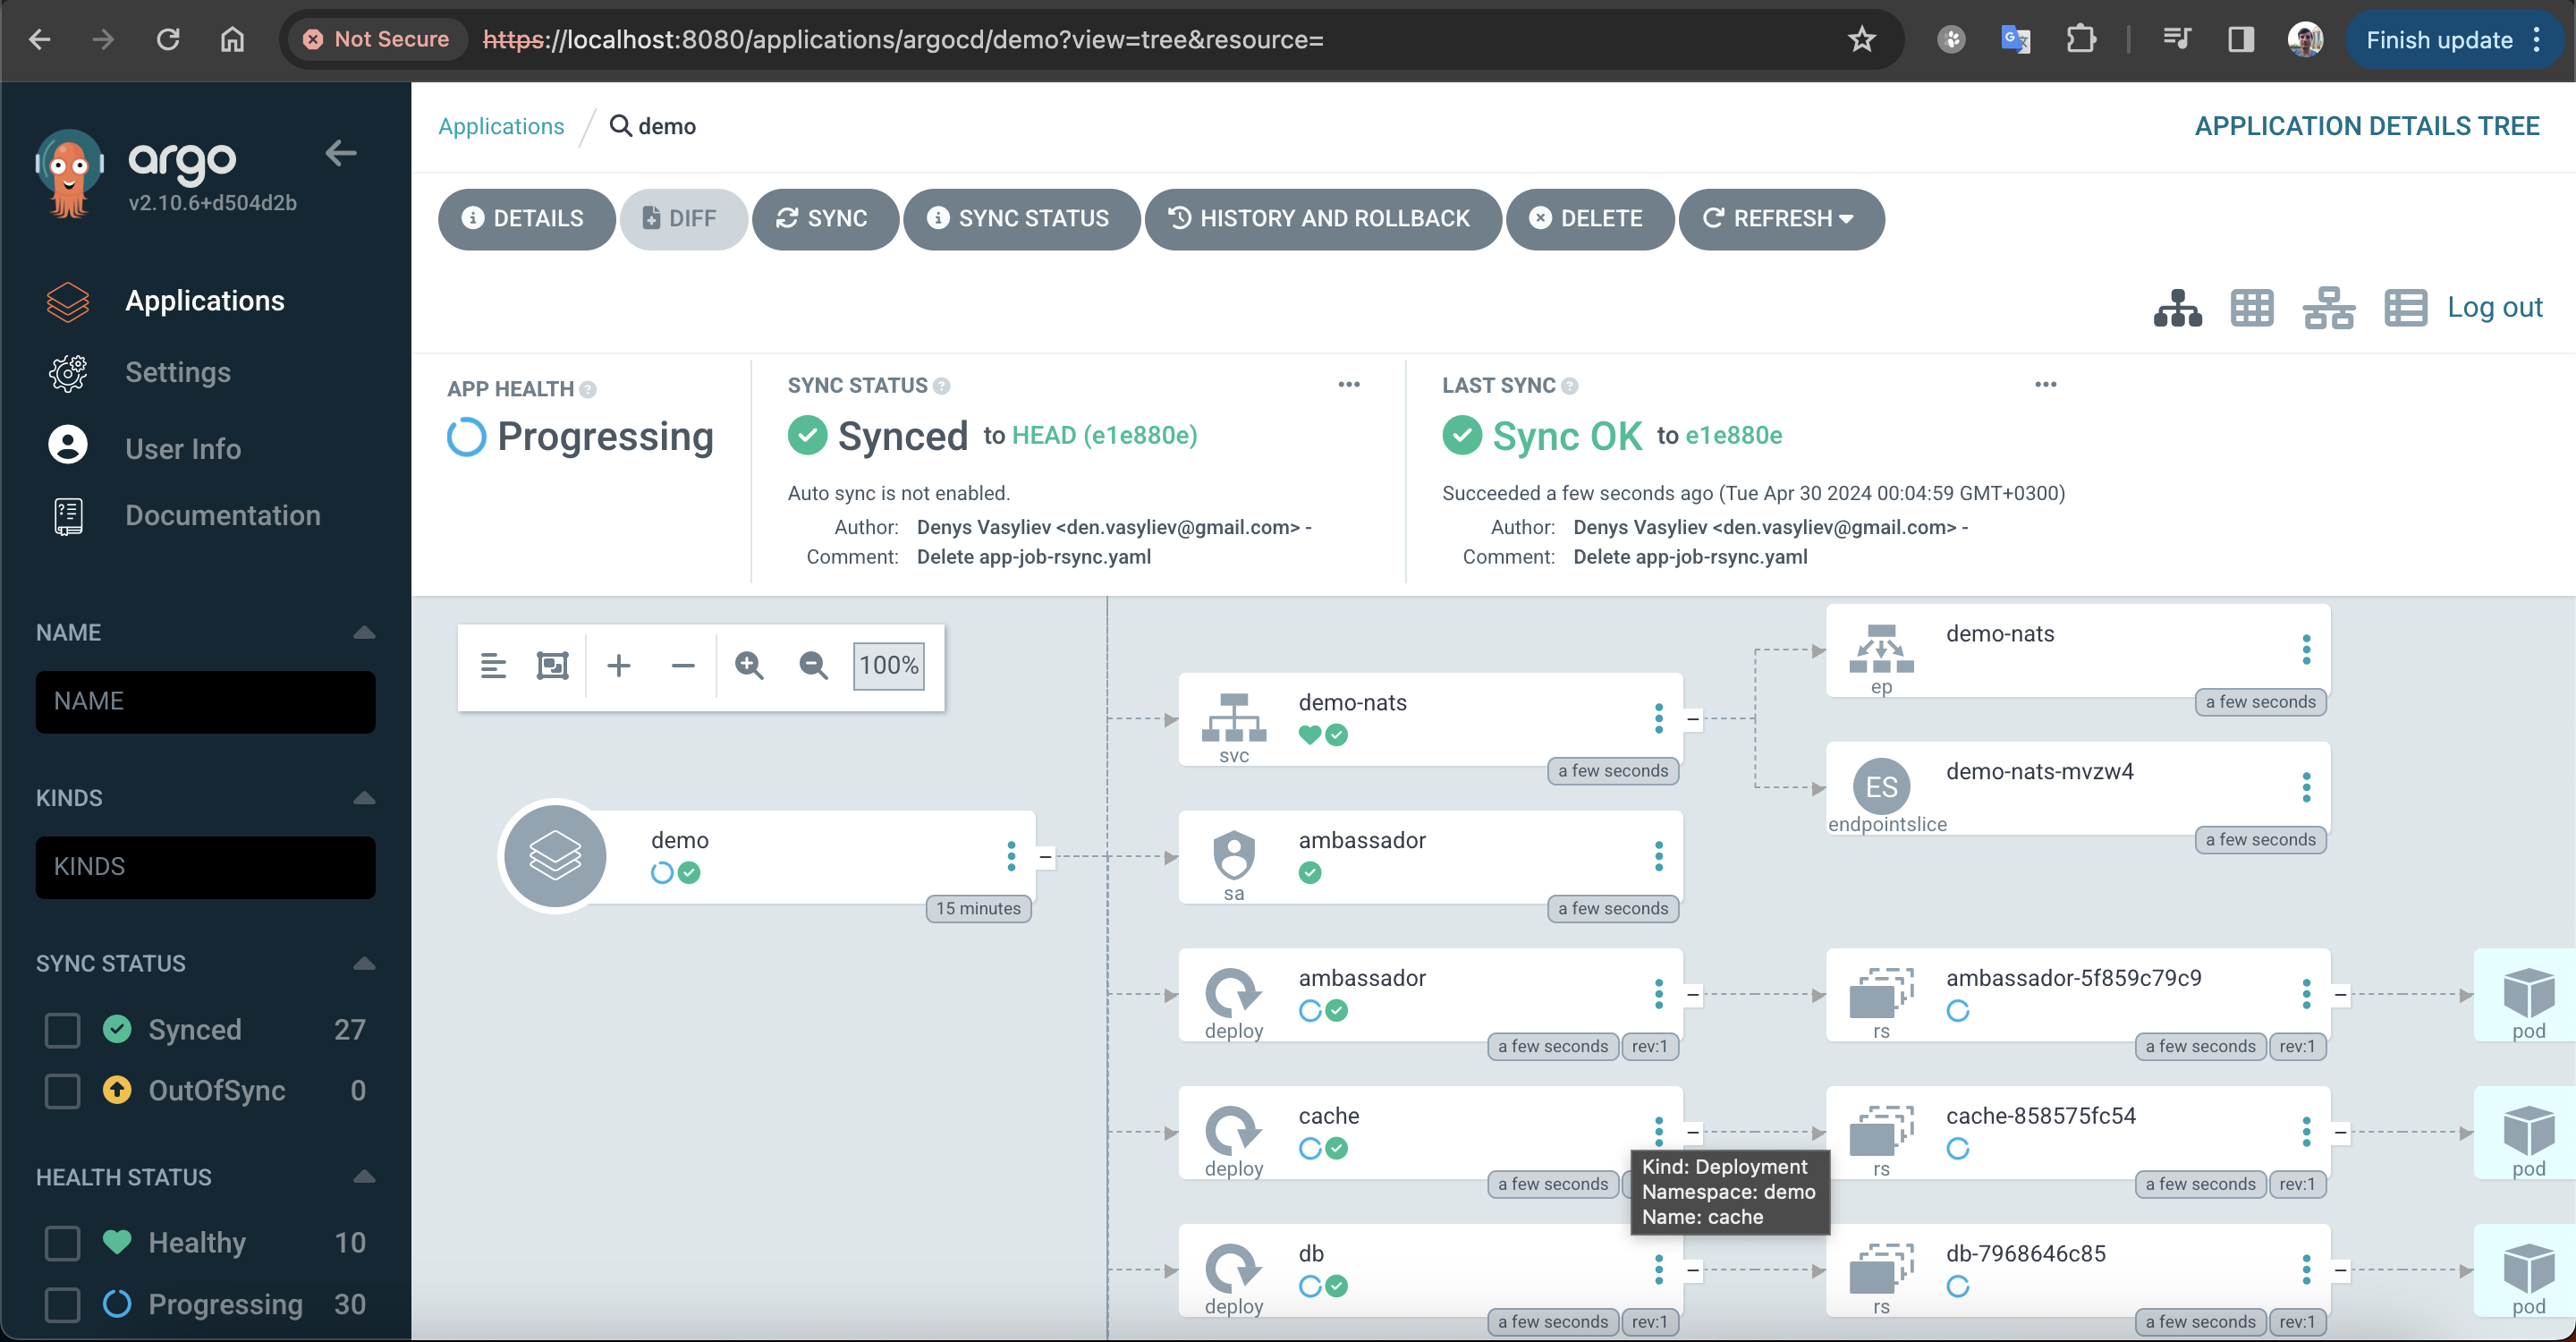 Not Secure https://localhost:8080/applications/argocd/demo?view=tree&resource= Finish update
argo
v2.10.6+d504d2b
Applications
Settings
User Info
Documentation
NAME
NAME
KINDS
KINDS
SYNC STATUS
Synced 27
OutOfSync 0
HEALTH STATUS
Healthy 10
Progressing 30
Applications / demo APPLICATION DETAILS TREE
DETAILS DIFF SYNC SYNC STATUS HISTORY AND ROLLBACK DELETE REFRESH
Log out
APP HEALTH ?
Progressing
SYNC STATUS ?
Synced to HEAD (e1e880e)
Auto sync is not enabled.
Author: Denys Vasyliev <den.vasyliev@gmail.com> -
Comment: Delete app-job-rsync.yaml
LAST SYNC ?
Sync OK to e1e880e
Succeeded a few seconds ago (Tue Apr 30 2024 00:04:59 GMT+0300)
Author: Denys Vasyliev <den.vasyliev@gmail.com> -
Comment: Delete app-job-rsync.yaml
100%
demo
15 minutes
demo-nats
svc
a few seconds
demo-nats
ep
a few seconds
ES
demo-nats-mvzw4
endpointslice
a few seconds
ambassador
sa
a few seconds
ambassador
deploy
a few seconds rev:1
ambassador-5f859c79c9
rs
a few seconds rev:1
pod
cache
deploy
a few seconds
Kind: Deployment
Namespace: demo
Name: cache
cache-858575fc54
rs
a few seconds rev:1
pod
db
deploy
a few seconds rev:1
db-7968646c85
rs
a few seconds rev:1
pod